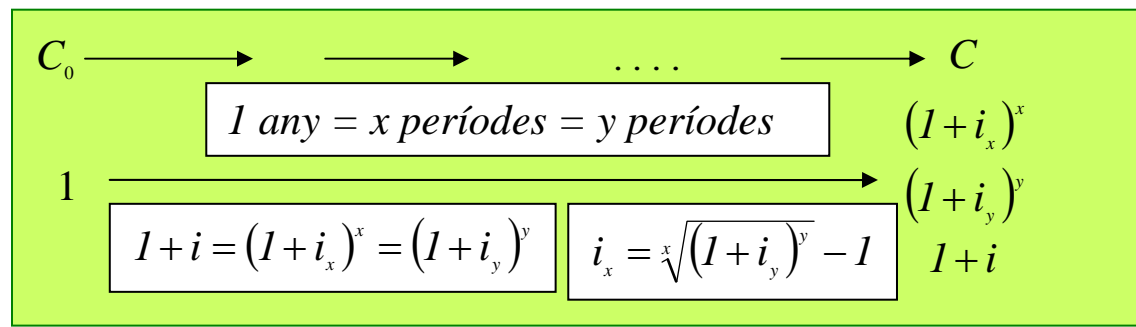 C₀ → → . . . . → C
1 any = x períodes = y períodes
(1 + iₓ)ˣ
1 → (1 + i_y)ʸ
1 + i = (1 + iₓ)ˣ = (1 + i_y)ʸ
iₓ = ˣ√((1 + i_y)ʸ) − 1
1 + i